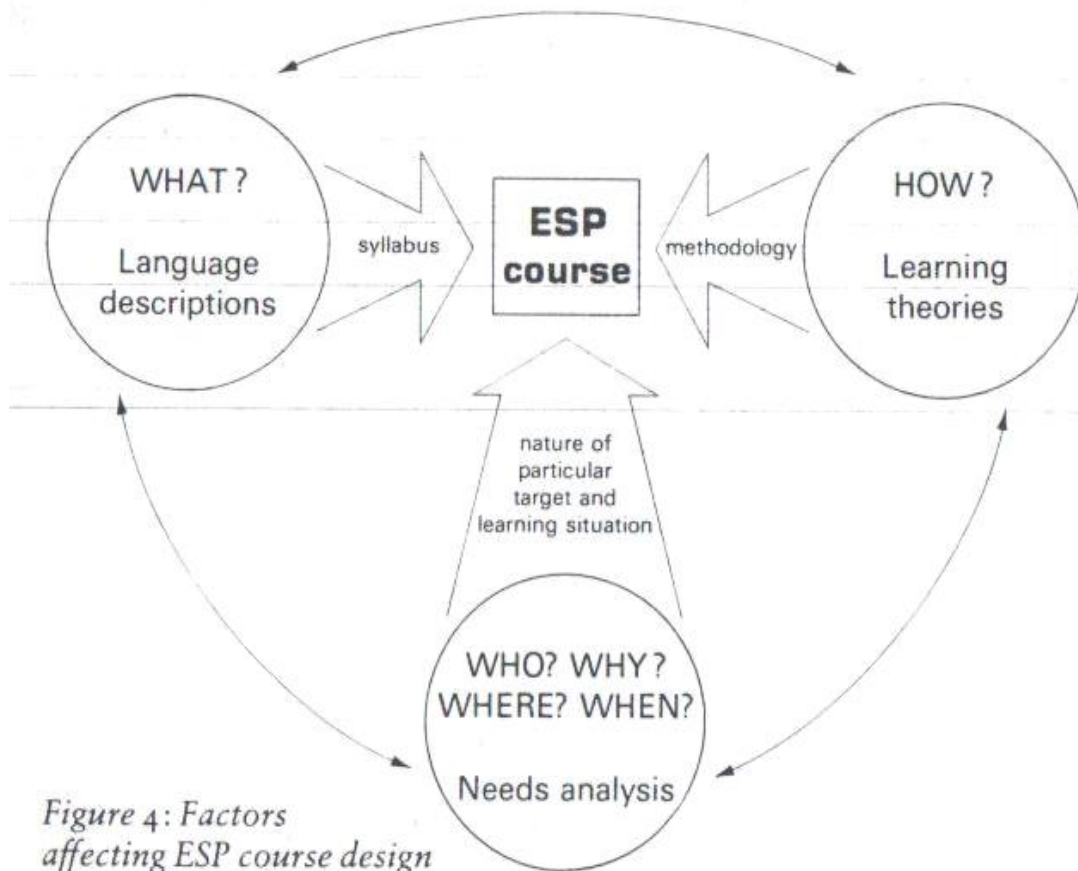 WHAT?
Language
descriptions
syllabus
ESP
course
methodology
HOW?
Learning
theories
nature of
particular
target and
learning situation
WHO? WHY?
WHERE? WHEN?
Needs analysis
Figure 4: Factors
affecting ESP course design